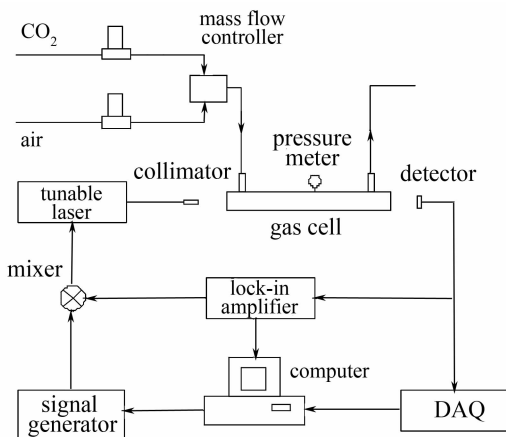 CO2
mass flow
controller
air
pressure
meter
collimator
detector
tunable
laser
gas cell
mixer
lock-in
amplifier
computer
signal
generator
DAQ